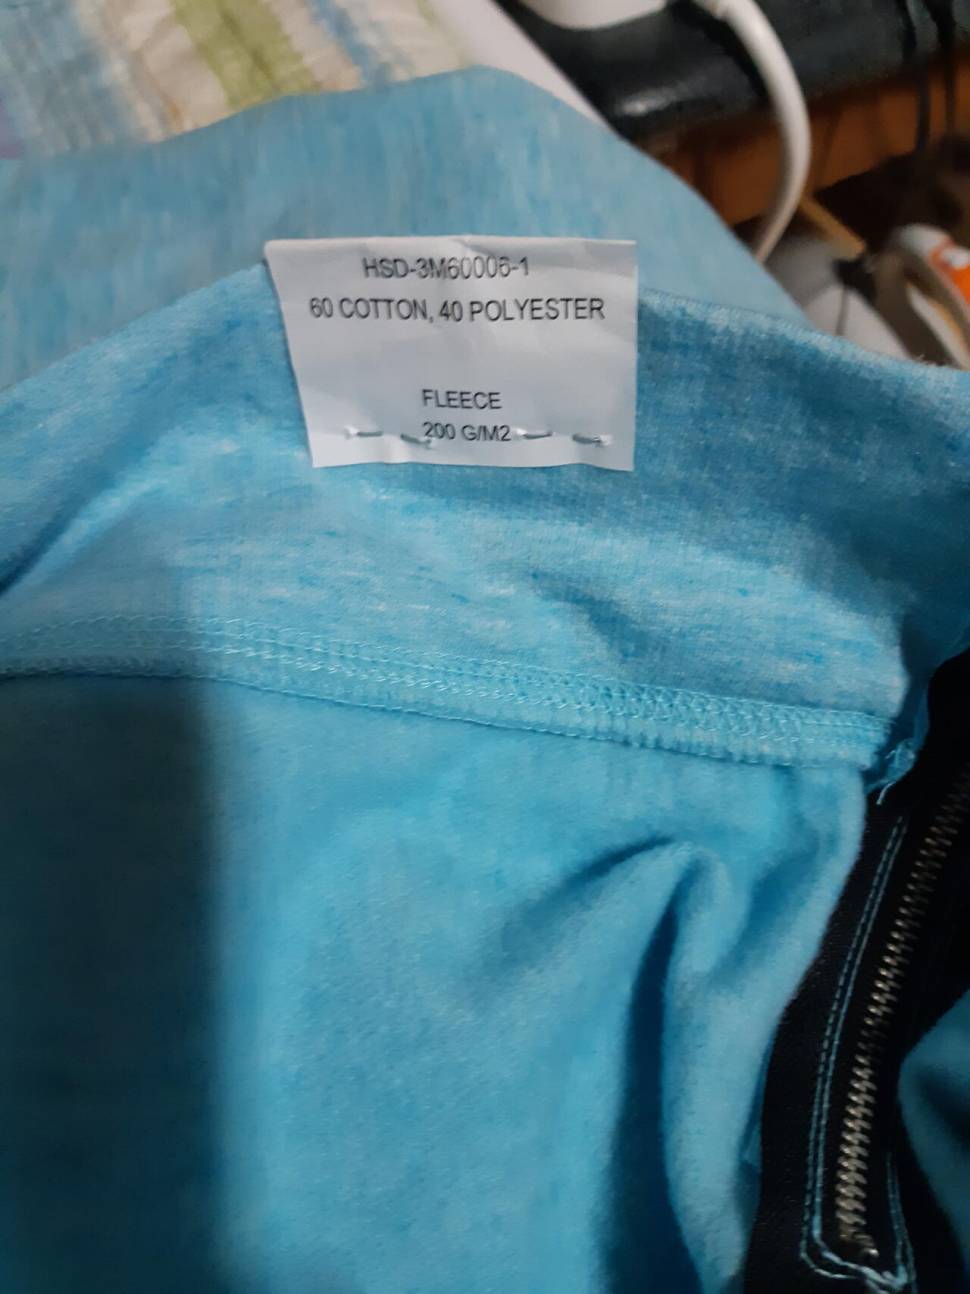 HSD-3M60006-1
60 COTTON, 40 POLYESTER
FLEECE
200 G/M2